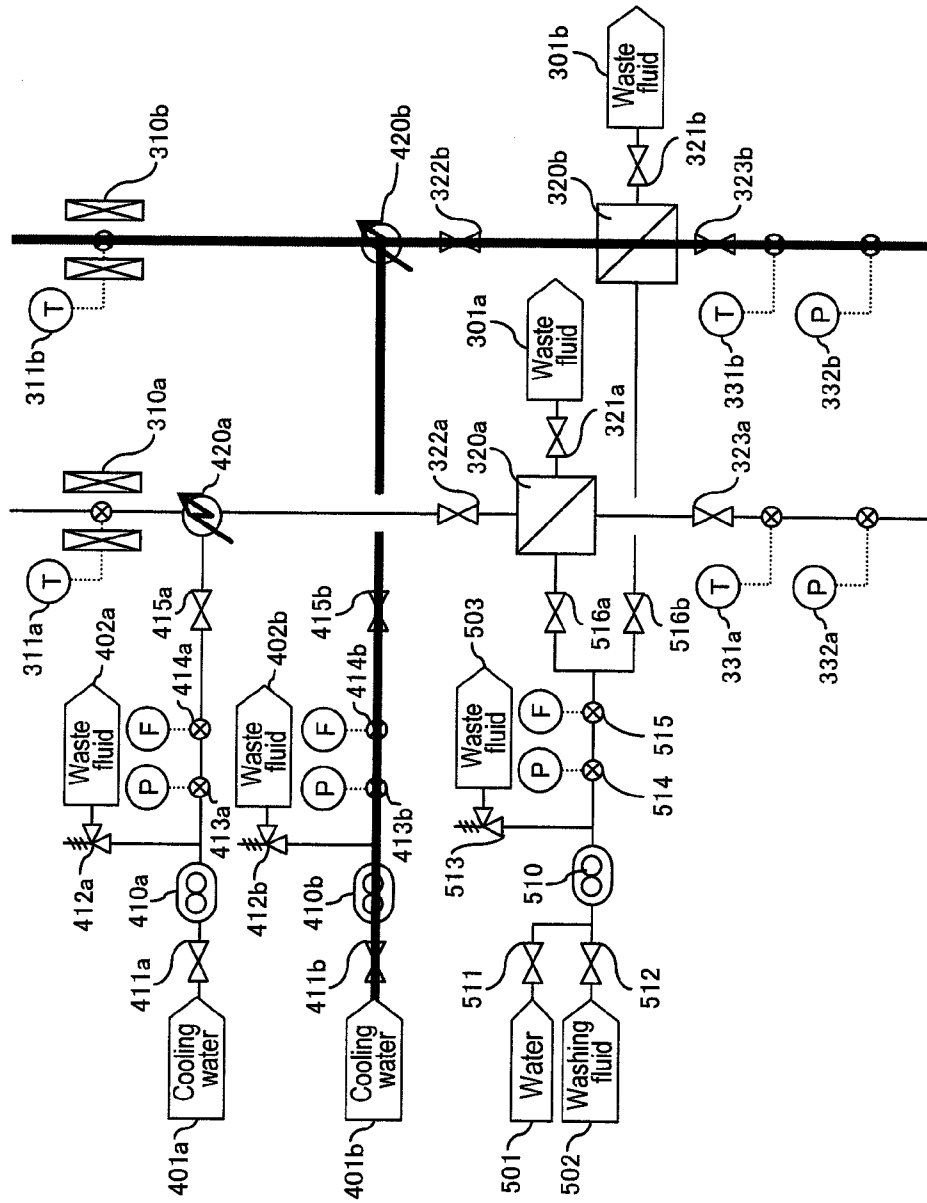 401a
Cooling
water
411a
410a
412a
Waste
fluid
402a
P
413a
F
414a
415a
T
311a
310a
420a
T
311b
310b
401b
Cooling
water
411b
410b
412b
Waste
fluid
402b
P
413b
F
414b
415b
420b
322a
322b
501
Water
511
502
Washing
fluid
512
510
513
Waste
fluid
503
P
514
F
515
516a
516b
320a
321a
Waste
fluid
301a
320b
321b
Waste
fluid
301b
323a
323b
T
331a
T
331b
P
332a
P
332b